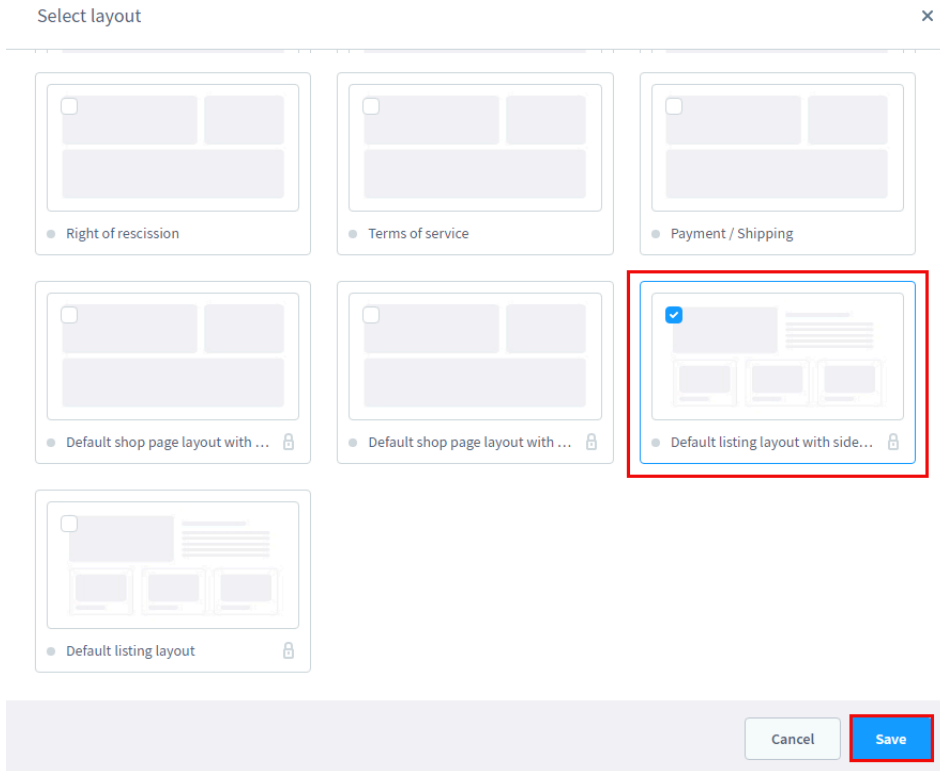 Select layout
Right of rescission
Terms of service
Payment / Shipping
Default shop page layout with ...
Default shop page layout with ...
Default listing layout with side...
Default listing layout
Cancel
Save